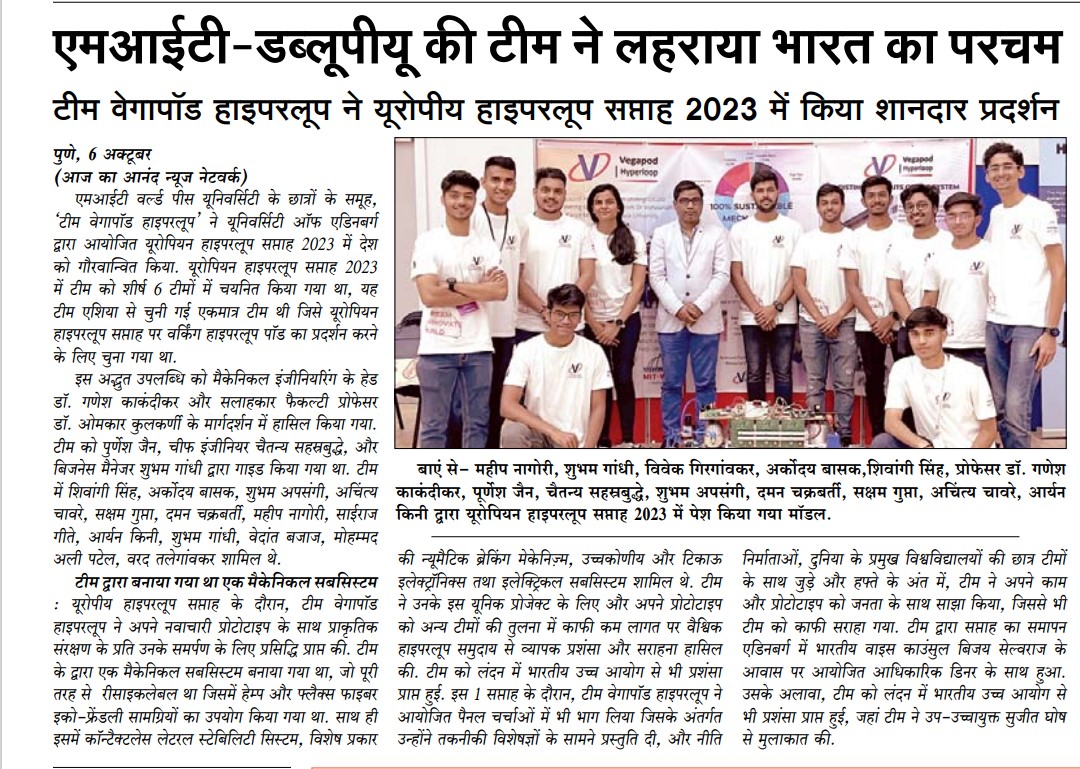 एमआईटी-डब्लूपीयू की टीम ने लहराया भारत का परचम
टीम वेगापॉड हाइपरलूप ने यूरोपीय हाइपरलूप सप्ताह 2023 में किया शानदार प्रदर्शन
पुणे, 6 अक्टूबर
(आज का आनंद न्यूज नेटवर्क)
एमआईटी वर्ल्ड पीस यूनिवर्सिटी के छात्रों के समूह,
‘टीम वेगापॉड हाइपरलूप’ ने यूनिवर्सिटी ऑफ एडिनबर्ग
द्वारा आयोजित यूरोपियन हाइपरलूप सप्ताह 2023 में देश
को गौरवान्वित किया. यूरोपियन हाइपरलूप सप्ताह 2023
में टीम को शीर्ष 6 टीमों में चयनित किया गया था, यह
टीम एशिया से चुनी गई एकमात्र टीम थी जिसे यूरोपियन
हाइपरलूप सप्ताह पर वर्किंग हाइपरलूप पॉड का प्रदर्शन करने
के लिए चुना गया था.
इस अद्भुत उपलब्धि को मैकेनिकल इंजीनियरिंग के हेड
डॉ. गणेश काकंदीकर और सलाहकार फैकल्टी प्रोफेसर
डॉ. ओमकार कुलकर्णी के मार्गदर्शन में हासिल किया गया.
टीम को पुर्णेश जैन, चीफ इंजीनियर चैतन्य सहस्रबुद्धे, और
बिजनेस मैनेजर शुभम गांधी द्वारा गाइड किया गया था. टीम
में शिवांगी सिंह, अर्कोदय बासक, शुभम अपसंगी, अचिंत्य
चावरे, सक्षम गुप्ता, दमन चक्रबर्ती, महीप नागोरी, साईराज
गीते, आर्यन किनी, शुभम गांधी, वेदांत बजाज, मोहम्मद
अली पटेल, वरद तलेगांवकर शामिल थे.
टीम द्वारा बनाया गया था एक मैकेनिकल सबसिस्टम
: यूरोपीय हाइपरलूप सप्ताह के दौरान, टीम वेगापॉड
हाइपरलूप ने अपने नवाचारी प्रोटोटाइप के साथ प्राकृतिक
संरक्षण के प्रति उनके समर्पण के लिए प्रसिद्धि प्राप्त की. टीम
के द्वारा एक मैकेनिकल सबसिस्टम बनाया गया था, जो पूरी
तरह से रीसाइकलेबल था जिसमें हेम्प और फ्लैक्स फाइबर
इको-फ्रेंडली सामग्रियों का उपयोग किया गया था. साथ ही
इसमें कॉन्टैक्टलेस लेटरल स्टेबिलिटी सिस्टम, विशेष प्रकार
Vegapod
Hyperloop
Vegapod
Hyperloop
100% SUSTAINABLE
बाएं से- महीप नागोरी, शुभम गांधी, विवेक गिरगांवकर, अर्कोदय बासक,शिवांगी सिंह, प्रोफेसर डॉ. गणेश
काकंदीकर, पूर्णेश जैन, चैतन्य सहस्त्रबुद्धे, शुभम अपसंगी, दमन चक्रबर्ती, सक्षम गुप्ता, अचिंत्य चावरे, आर्यन
किनी द्वारा यूरोपियन हाइपरलूप सप्ताह 2023 में पेश किया गया मॉडल.
की न्यूमैटिक ब्रेकिंग मेकेनिज़्म, उच्चकोणीय और टिकाऊ
इलेक्ट्रॉनिक्स तथा इलेक्ट्रिकल सबसिस्टम शामिल थे. टीम
ने उनके इस यूनिक प्रोजेक्ट के लिए और अपने प्रोटोटाइप
को अन्य टीमों की तुलना में काफी कम लागत पर वैश्विक
हाइपरलूप समुदाय से व्यापक प्रशंसा और सराहना हासिल
की. टीम को लंदन में भारतीय उच्च आयोग से भी प्रशंसा
प्राप्त हुई. इस 1 सप्ताह के दौरान, टीम वेगापॉड हाइपरलूप ने
आयोजित पैनल चर्चाओं में भी भाग लिया जिसके अंतर्गत
उन्होंने तकनीकी विशेषज्ञों के सामने प्रस्तुति दी, और नीति
निर्माताओं, दुनिया के प्रमुख विश्वविद्यालयों की छात्र टीमों
के साथ जुड़े और हफ्ते के अंत में, टीम ने अपने काम
और प्रोटोटाइप को जनता के साथ साझा किया, जिससे भी
टीम को काफी सराहा गया. टीम द्वारा सप्ताह का समापन
एडिनबर्ग में भारतीय वाइस काउंसुल बिजय सेल्वराज के
आवास पर आयोजित आधिकारिक डिनर के साथ हुआ.
उसके अलावा, टीम को लंदन में भारतीय उच्च आयोग से
भी प्रशंसा प्राप्त हुई, जहां टीम ने उप-उच्चायुक्त सुजीत घोष
से मुलाकात की.